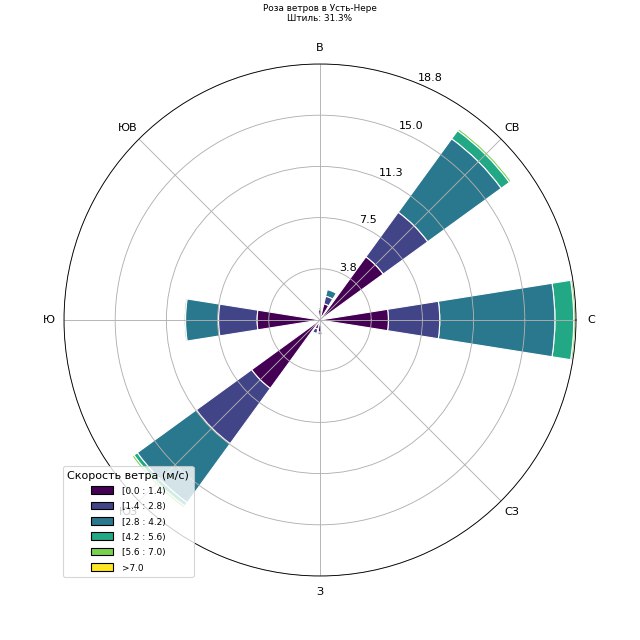 Роза ветров в Усть-Нере
Штиль: 31.3%
В
18.8
ЮВ
15.0
СВ
11.3
7.5
3.8
Ю
С
Скорость ветра (м/с)
[0.0 : 1.4)
[1.4 : 2.8)
[2.8 : 4.2)
[4.2 : 5.6)
[5.6 : 7.0)
>7.0
ЮЗ
СЗ
З